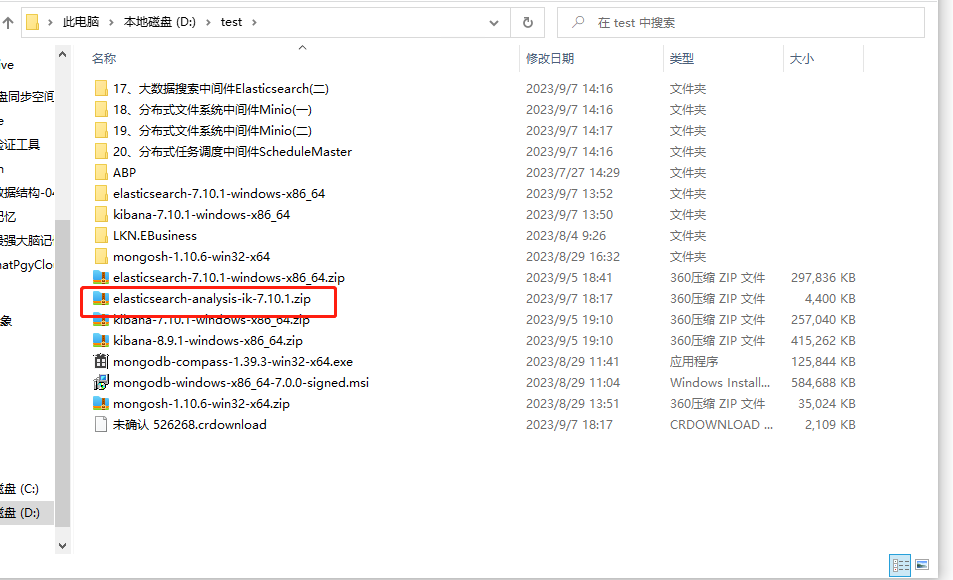 此电脑 > 本地磁盘 (D:) > test >
在 test 中搜索
ive
盘同步空间
e
验证工具
n
数据结构-04
记忆
最强大脑记
hatPgyClo
象
磁盘 (C:)
磁盘 (D:)
名称 修改日期 类型 大小
17、大数据搜索中间件Elasticsearch(二) 2023/9/7 14:16 文件夹
18、分布式文件系统中间件Minio(一) 2023/9/7 14:16 文件夹
19、分布式文件系统中间件Minio(二) 2023/9/7 14:17 文件夹
20、分布式任务调度中间件ScheduleMaster 2023/9/7 14:16 文件夹
ABP 2023/7/27 14:29 文件夹
elasticsearch-7.10.1-windows-x86_64 2023/9/7 13:52 文件夹
kibana-7.10.1-windows-x86_64 2023/9/7 13:50 文件夹
LKN.EBusiness 2023/8/4 9:26 文件夹
mongosh-1.10.6-win32-x64 2023/8/29 16:32 文件夹
elasticsearch-7.10.1-windows-x86_64.zip 2023/9/5 18:41 360压缩 ZIP 文件 297,836 KB
elasticsearch-analysis-ik-7.10.1.zip 2023/9/7 18:17 360压缩 ZIP 文件 4,400 KB
kibana-7.10.1-windows-x86_64.zip 2023/9/5 19:10 360压缩 ZIP 文件 257,040 KB
kibana-8.9.1-windows-x86_64.zip 2023/9/5 19:10 360压缩 ZIP 文件 415,262 KB
mongodb-compass-1.39.3-win32-x64.exe 2023/8/29 11:41 应用程序 125,844 KB
mongodb-windows-x86_64-7.0.0-signed.msi 2023/8/29 11:04 Windows Install... 584,688 KB
mongosh-1.10.6-win32-x64.zip 2023/8/29 13:51 360压缩 ZIP 文件 35,024 KB
未确认 526268.crdownload 2023/9/7 18:17 CRDOWNLOAD ... 2,109 KB